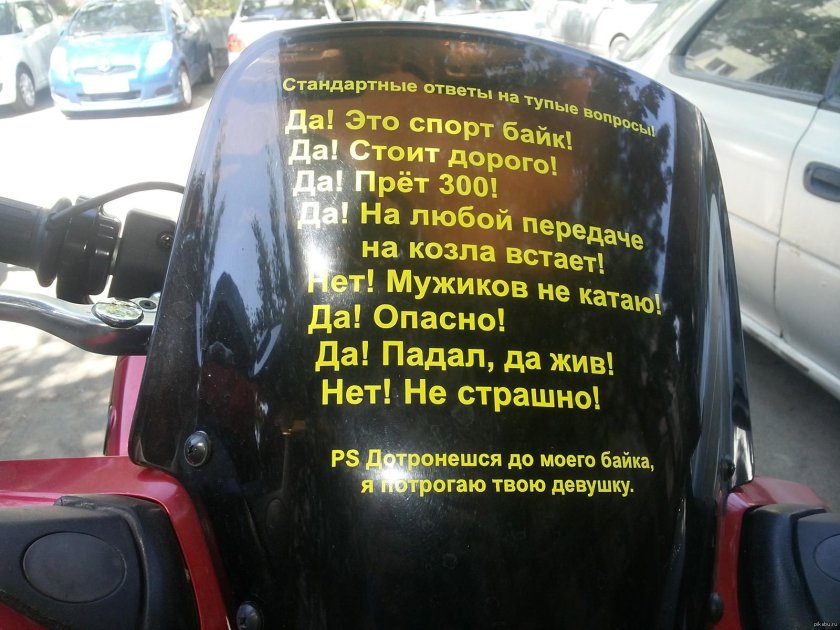 Стандартные ответы на тупые вопросы!
Да! Это спорт байк!
Да! Стоит дорого!
Да! Прёт 300!
Да! На любой передаче
на козла встает!
Нет! Мужиков не катаю!
Да! Опасно!
Да! Падал, да жив!
Нет! Не страшно!
PS Дотронешся до моего байка,
я потрогаю твою девушку.
pikabu.ru